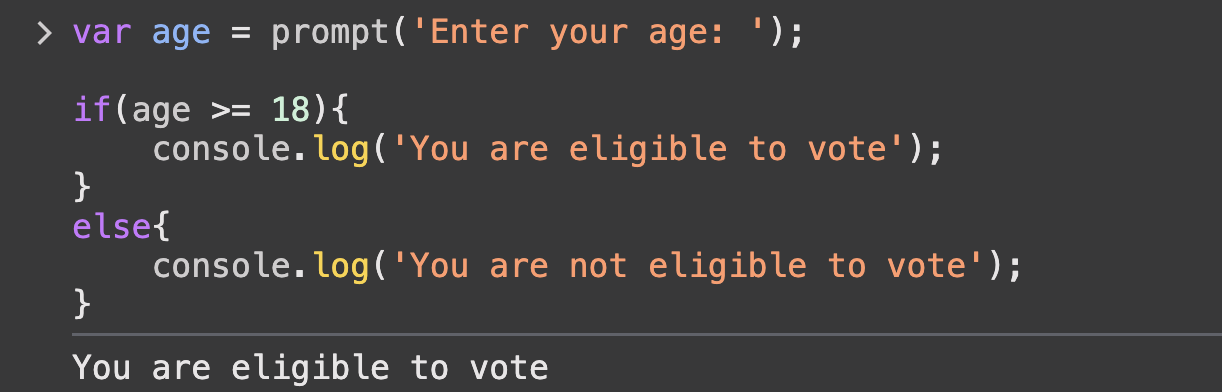 > var age = prompt('Enter your age: ');
if(age >= 18){
    console.log('You are eligible to vote');
}
else{
    console.log('You are not eligible to vote');
}
You are eligible to vote